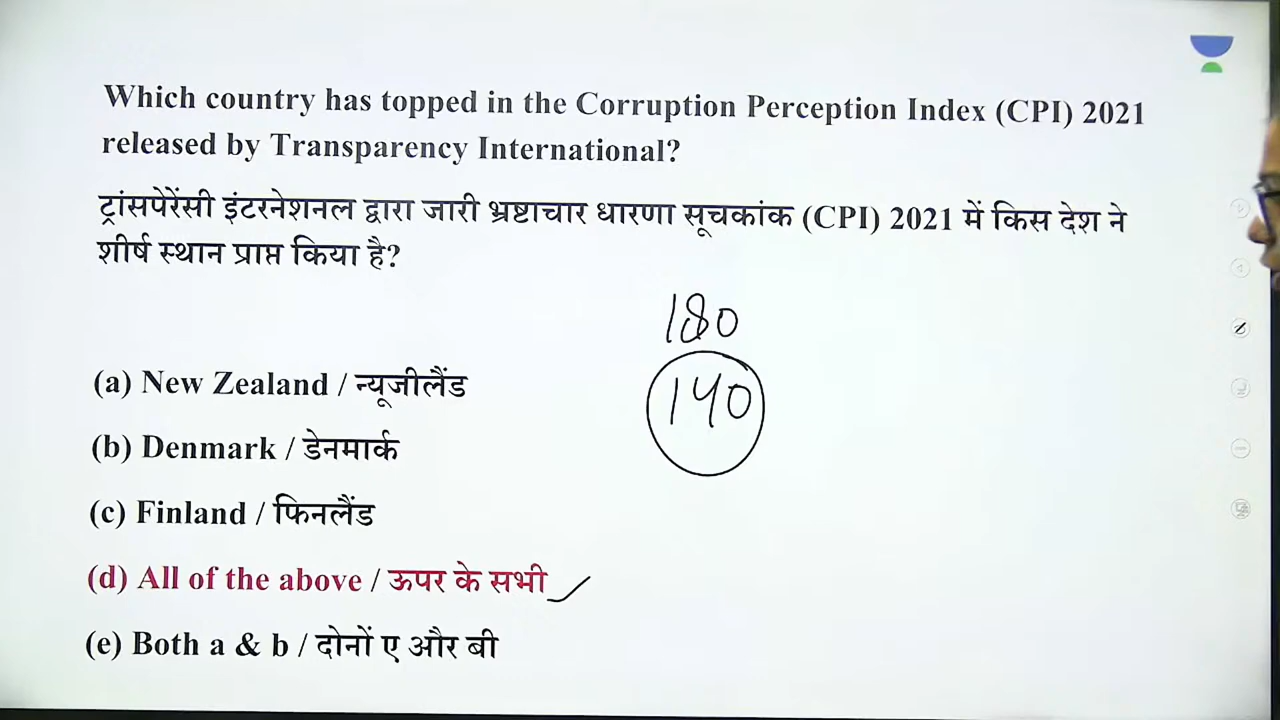 Which country has topped in the Corruption Perception Index (CPI) 2021
released by Transparency International?
ट्रांसपेरेंसी इंटरनेशनल द्वारा जारी भ्रष्टाचार धारणा सूचकांक (CPI) 2021 में किस देश ने
शीर्ष स्थान प्राप्त किया है?
180
140
(a) New Zealand / न्यूजीलैंड
(b) Denmark / डेनमार्क
(c) Finland / फिनलैंड
(d) All of the above / ऊपर के सभी
(e) Both a & b / दोनों ए और बी